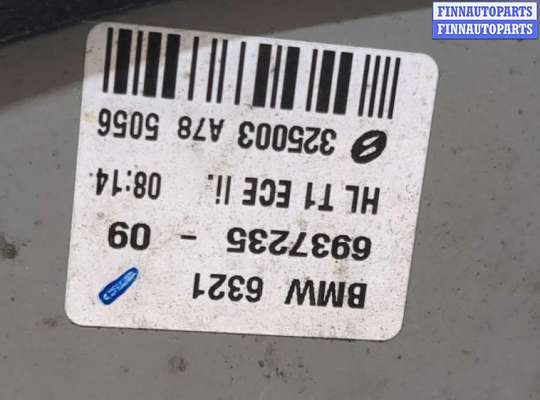 FINNAUTOPARTS
FINNAUTOPARTS
BMW 6321
6937235 - 09
HL T1 ECE li. 08:14
325003 A78 5056